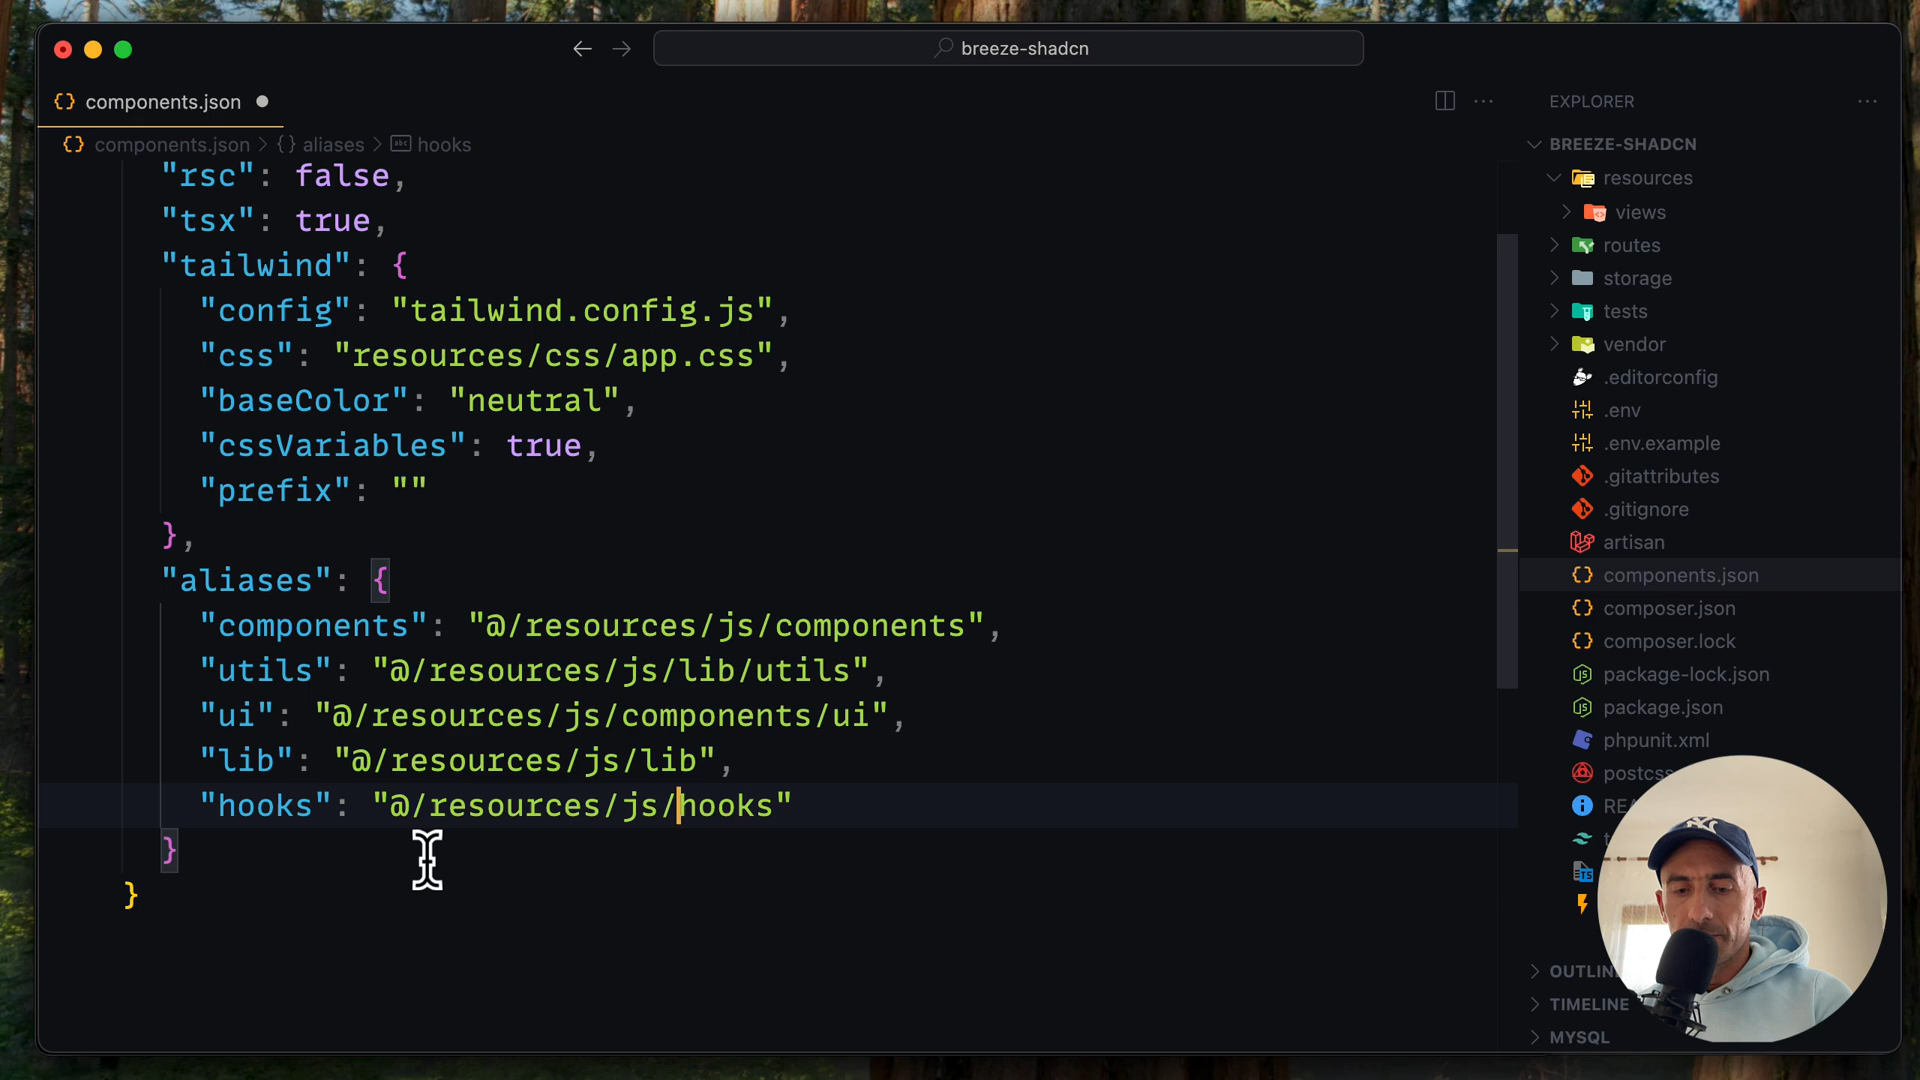 breeze-shadcn
components.json
components.json > {} aliases > abc hooks
"rsc": false,
"tsx": true,
"tailwind": {
"config": "tailwind.config.js",
"css": "resources/css/app.css",
"baseColor": "neutral",
"cssVariables": true,
"prefix": ""
},
"aliases": {
"components": "@/resources/js/components",
"utils": "@/resources/js/lib/utils",
"ui": "@/resources/js/components/ui",
"lib": "@/resources/js/lib",
"hooks": "@/resources/js/hooks"
}
}
EXPLORER
BREEZE-SHADCN
resources
views
routes
storage
tests
vendor
.editorconfig
.env
.env.example
.gitattributes
.gitignore
artisan
components.json
composer.json
composer.lock
package-lock.json
package.json
phpunit.xml
TIMELINE
MYSQL